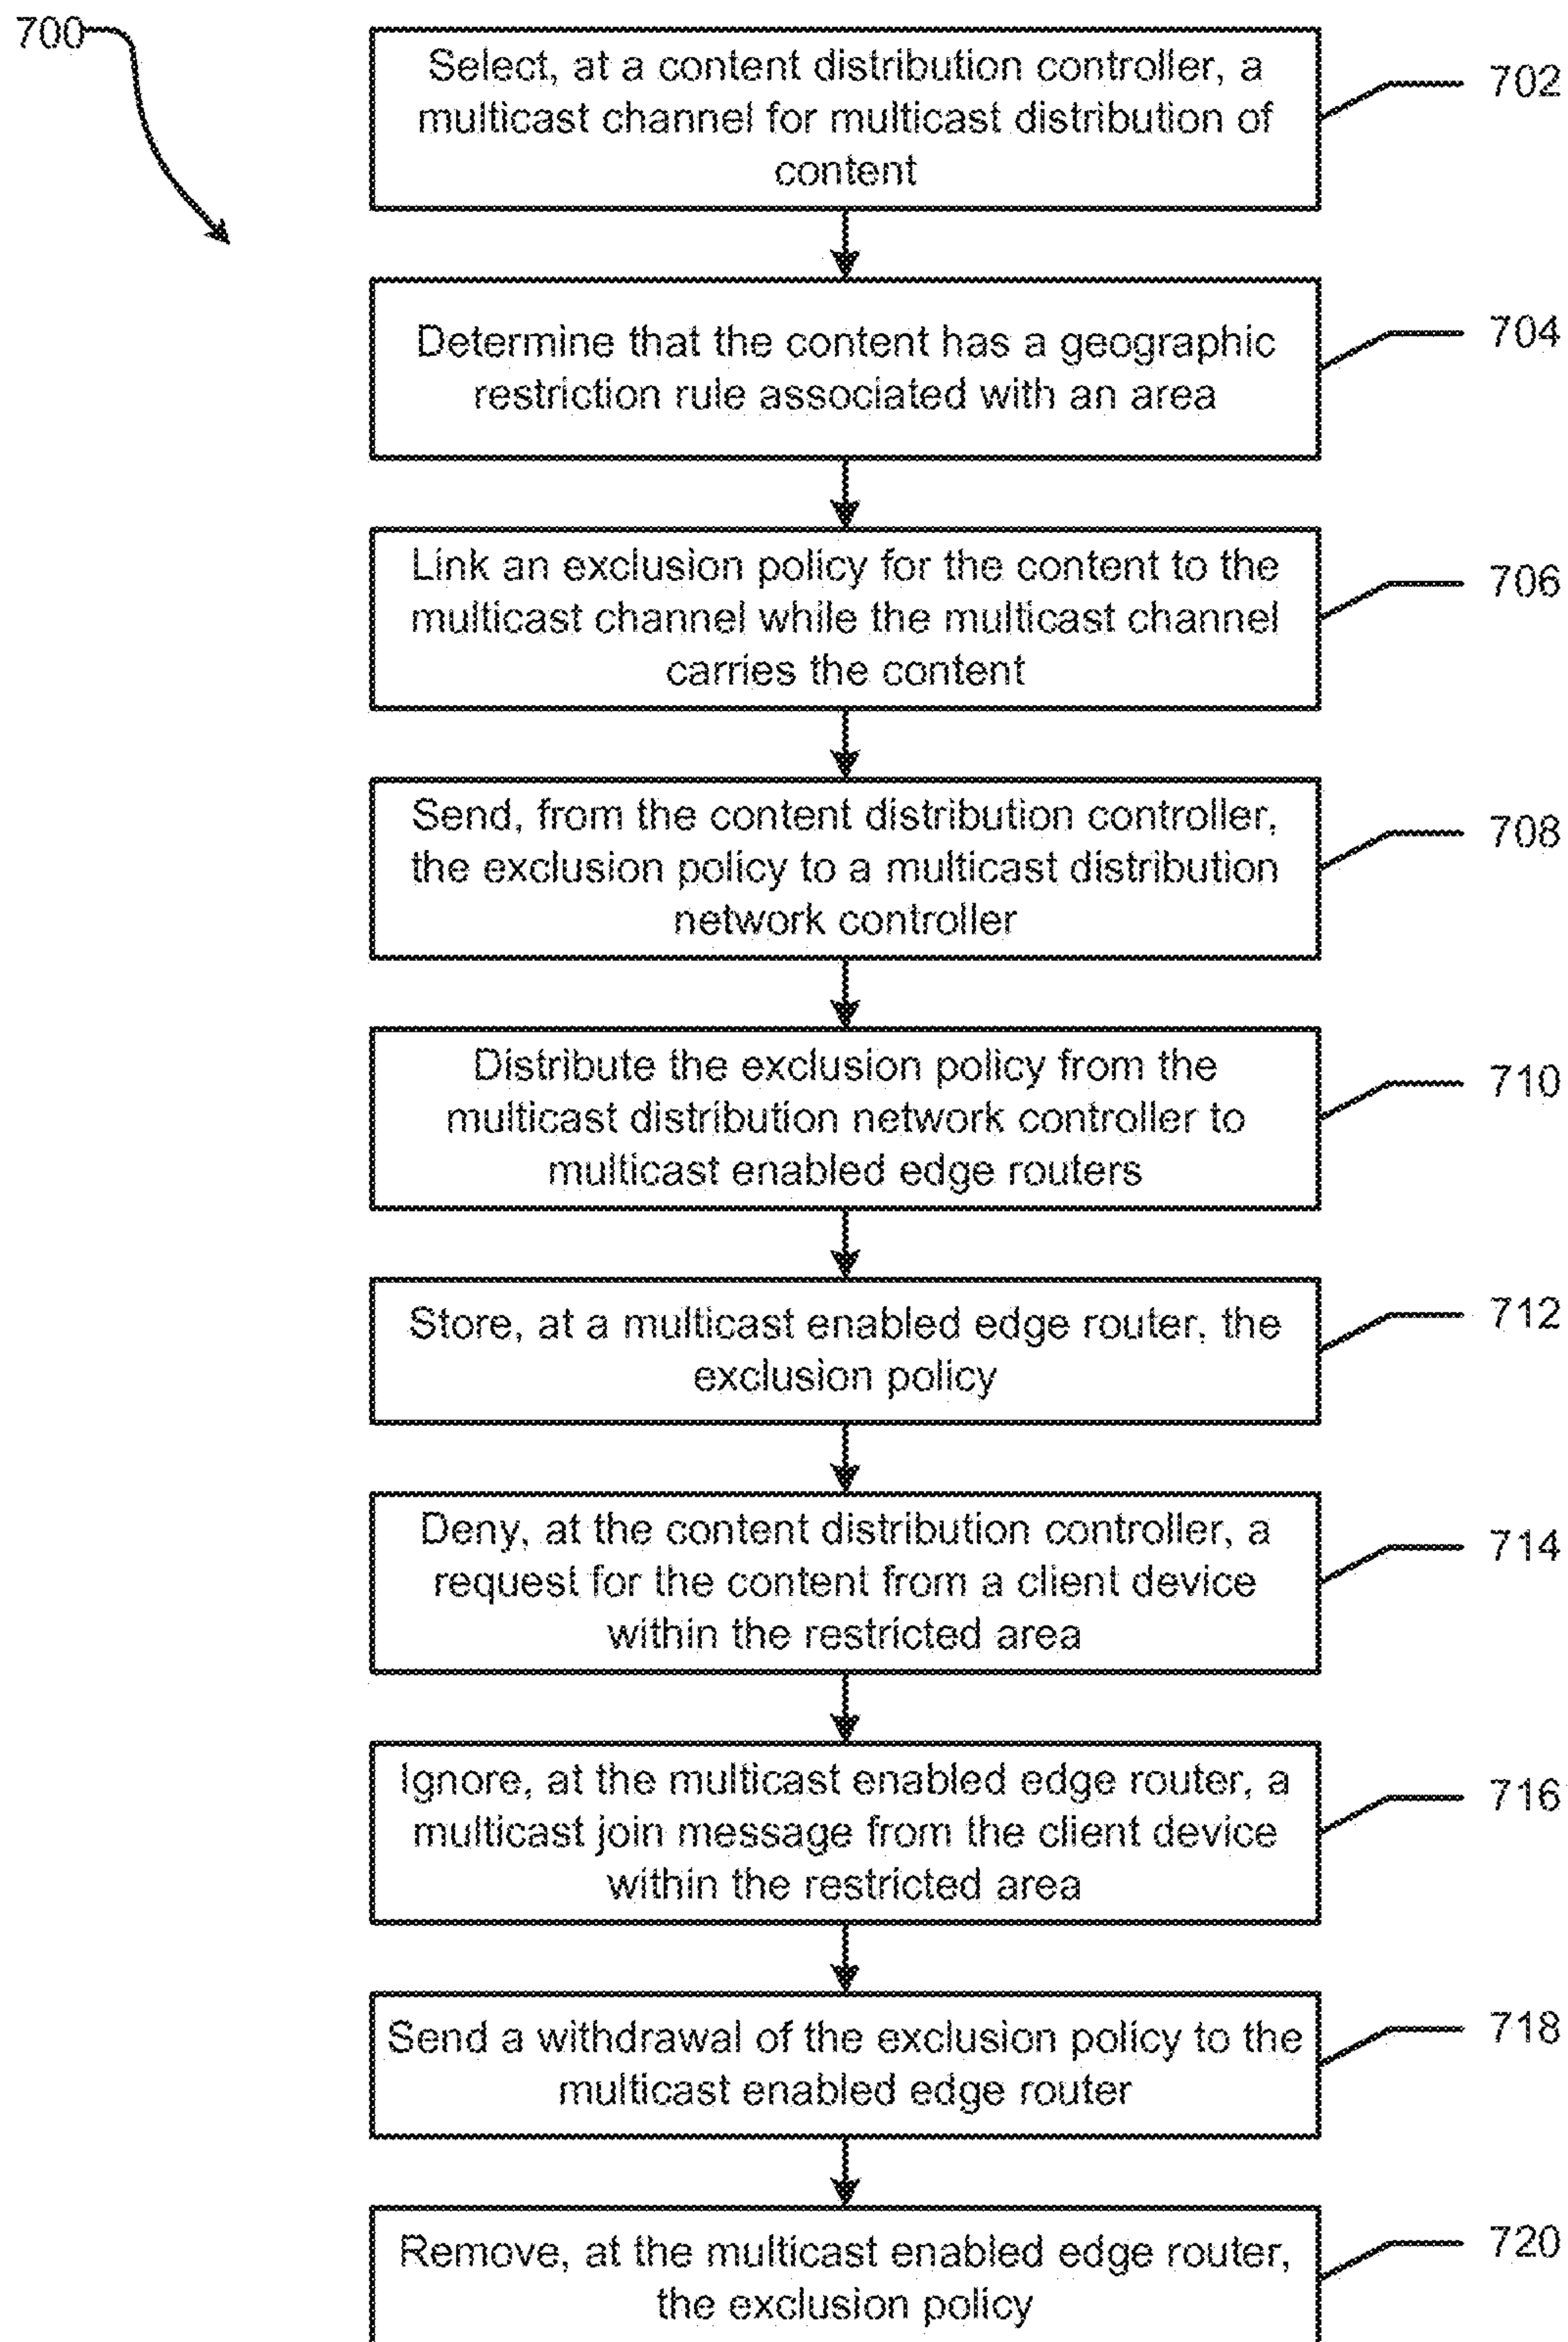 700
Select, at a content distribution controller, a
multicast channel for multicast distribution of
content
702
Determine that the content has a geographic
restriction rule associated with an area
704
Link an exclusion policy for the content to the
multicast channel while the multicast channel
carries the content
706
Send, from the content distribution controller,
the exclusion policy to a multicast distribution
network controller
708
Distribute the exclusion policy from the
multicast distribution network controller to
multicast enabled edge routers
710
Store, at a multicast enabled edge router, the
exclusion policy
712
Deny, at the content distribution controller, a
request for the content from a client device
within the restricted area
714
Ignore, at the multicast enabled edge router, a
multicast join message from the client device
within the restricted area
716
Send a withdrawal of the exclusion policy to the
multicast enabled edge router
718
Remove, at the multicast enabled edge router,
the exclusion policy
720